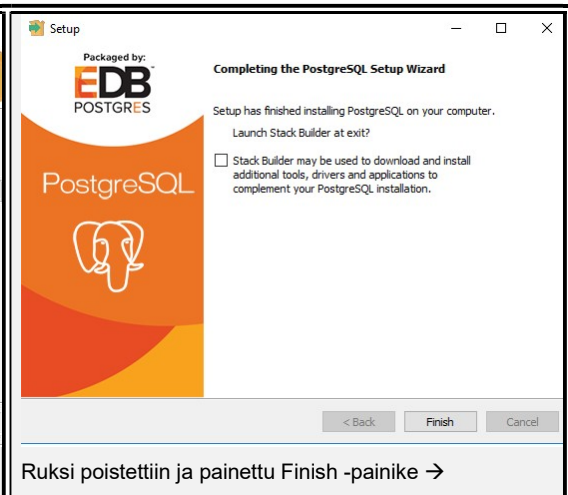 Setup
Packaged by:
EDB
POSTGRES
PostgreSQL
Completing the PostgreSQL Setup Wizard
Setup has finished installing PostgreSQL on your computer.
Launch Stack Builder at exit?
Stack Builder may be used to download and install
additional tools, drivers and applications to
complement your PostgreSQL installation.
< Back
Finish
Cancel
Ruksi poistettiin ja painettu Finish -painike →